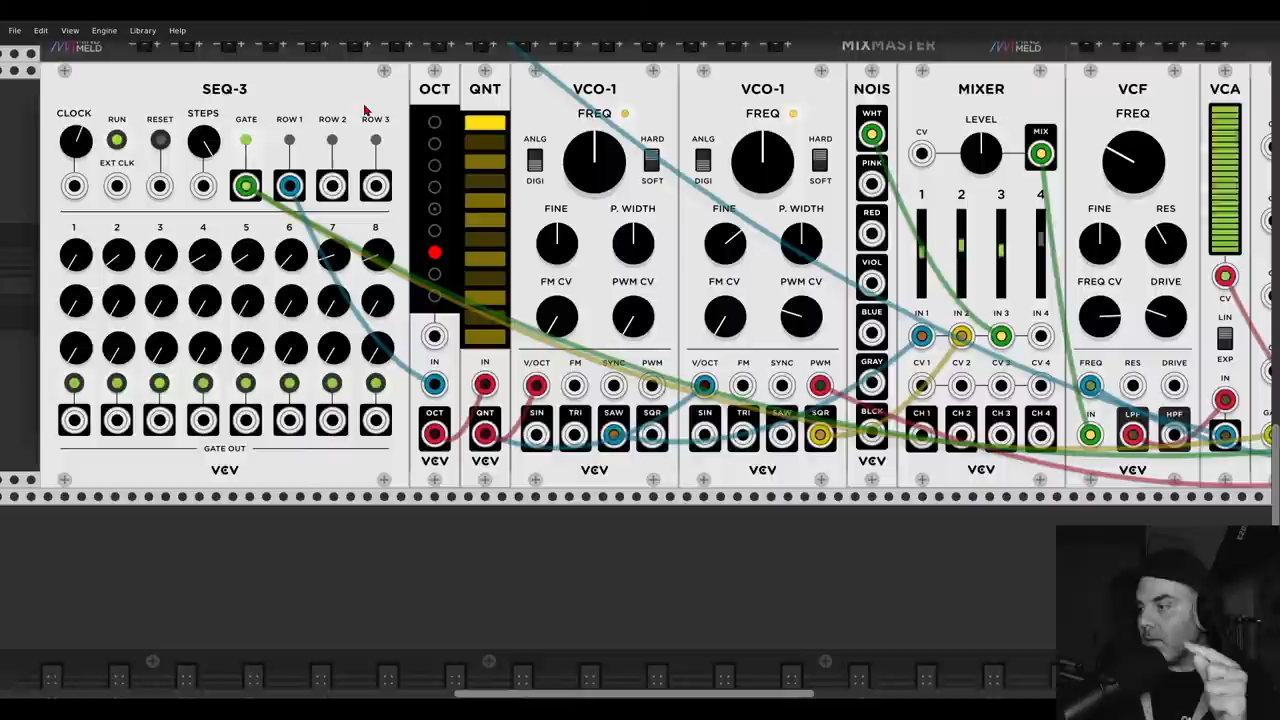 File Edit View Engine Library Help
MIND MELD
MIXMASTER
MIND MELD
SEQ-3
CLOCK
RUN
RESET
STEPS
GATE
ROW 1
ROW 2
ROW 3
EXT CLK
1 2 3 4 5 6 7 8
GATE OUT
VCV
OCT
IN
OCT
VCV
QNT
IN
QNT
VCV
VCO-1
FREQ
ANLG
DIGI
HARD
SOFT
FINE
P. WIDTH
FM CV
PWM CV
V/OCT FM SYNC PWM
SIN TRI SAW SQR
VCV
VCO-1
FREQ
ANLG
DIGI
HARD
SOFT
FINE
P. WIDTH
FM CV
PWM CV
V/OCT FM SYNC PWM
SIN TRI SAW SQR
VCV
NOIS
WHT
PINK
RED
VIOL
BLUE
GRAY
BLCK
VCV
MIXER
CV
LEVEL
MIX
1 2 3 4
IN 1 IN 2 IN 3 IN 4
CV 1 CV 2 CV 3 CV 4
CH 1 CH 2 CH 3 CH 4
VCV
VCF
FREQ
FINE
RES
FREQ CV
DRIVE
FREQ RES DRIVE
IN LPF HPF
VCV
VCA
CV
LIN
EXP
IN